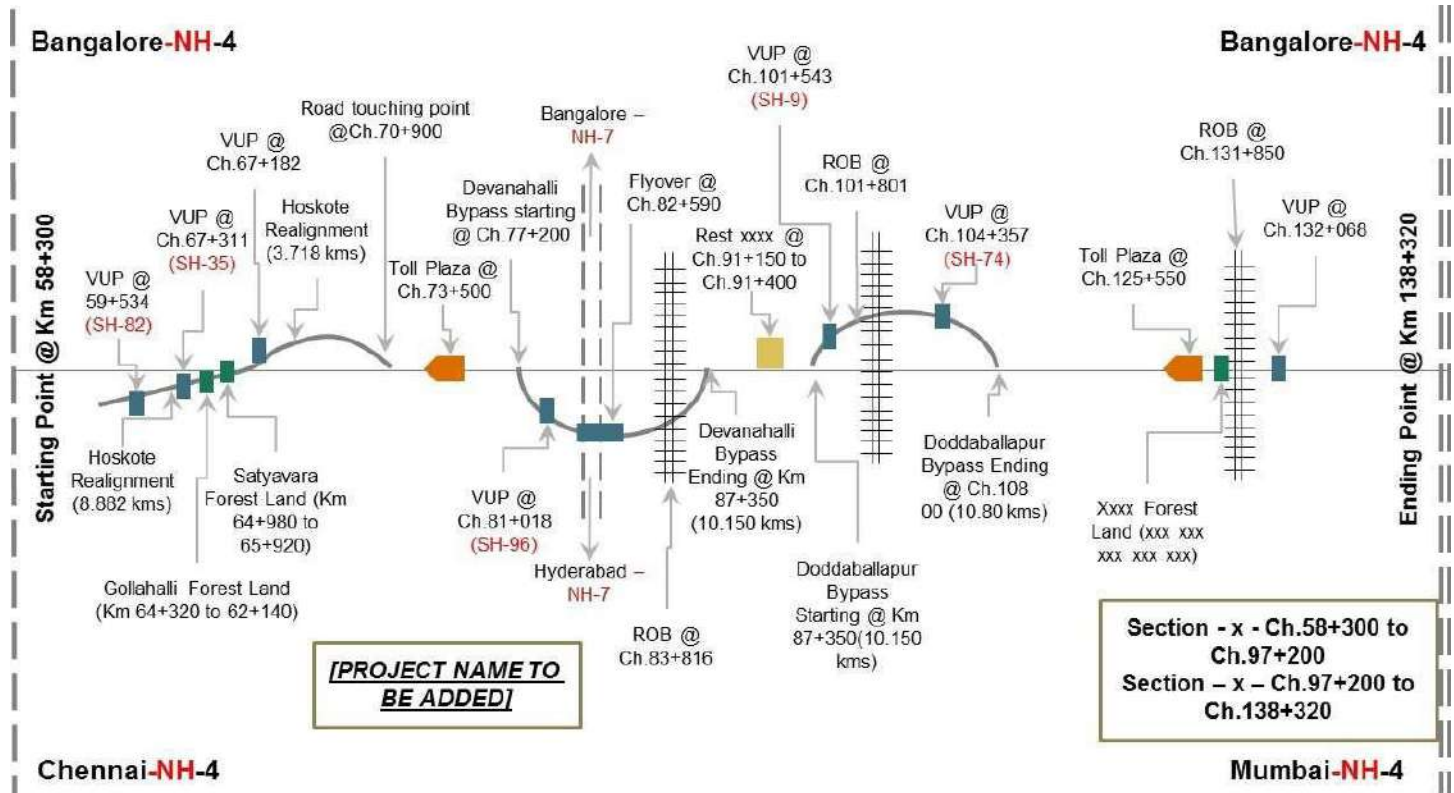 Bangalore-NH-4
Bangalore-NH-4
VUP @
Ch.101+543
(SH-9)
Road touching point
@Ch.70+900
Bangalore –
NH-7
VUP @
Ch.67+182
ROB @
Ch.131+850
ROB @
Ch.101+801
Devanahalli
Bypass starting
@ Ch.77+200
Flyover @
Ch.82+590
Hoskote
Realignment
(3.718 kms)
VUP @
Ch.67+311
(SH-35)
VUP @
Ch.104+357
(SH-74)
VUP @
Ch.132+068
Rest xxxx @
Ch.91+150 to
Ch.91+400
Toll Plaza @
Ch.73+500
Toll Plaza @
Ch.125+550
VUP @
59+534
(SH-82)
Starting Point @ Km 58+300
Ending Point @ Km 138+320
Hoskote
Realignment
(8.882 kms)
Satyavara
Forest Land (Km
64+980 to
65+920)
Gollahalli Forest Land
(Km 64+320 to 62+140)
VUP @
Ch.81+018
(SH-96)
Hyderabad –
NH-7
ROB @
Ch.83+816
Devanahalli
Bypass
Ending @ Km
87+350
(10.150 kms)
Doddaballapur
Bypass
Starting @ Km
87+350(10.150
kms)
Doddaballapur
Bypass Ending
@ Ch.108
00 (10.80 kms)
Xxxx Forest
Land (xxx xxx
xxx xxx xxx)
[PROJECT NAME TO
BE ADDED]
Section - x - Ch.58+300 to
Ch.97+200
Section – x – Ch.97+200 to
Ch.138+320
Chennai-NH-4
Mumbai-NH-4